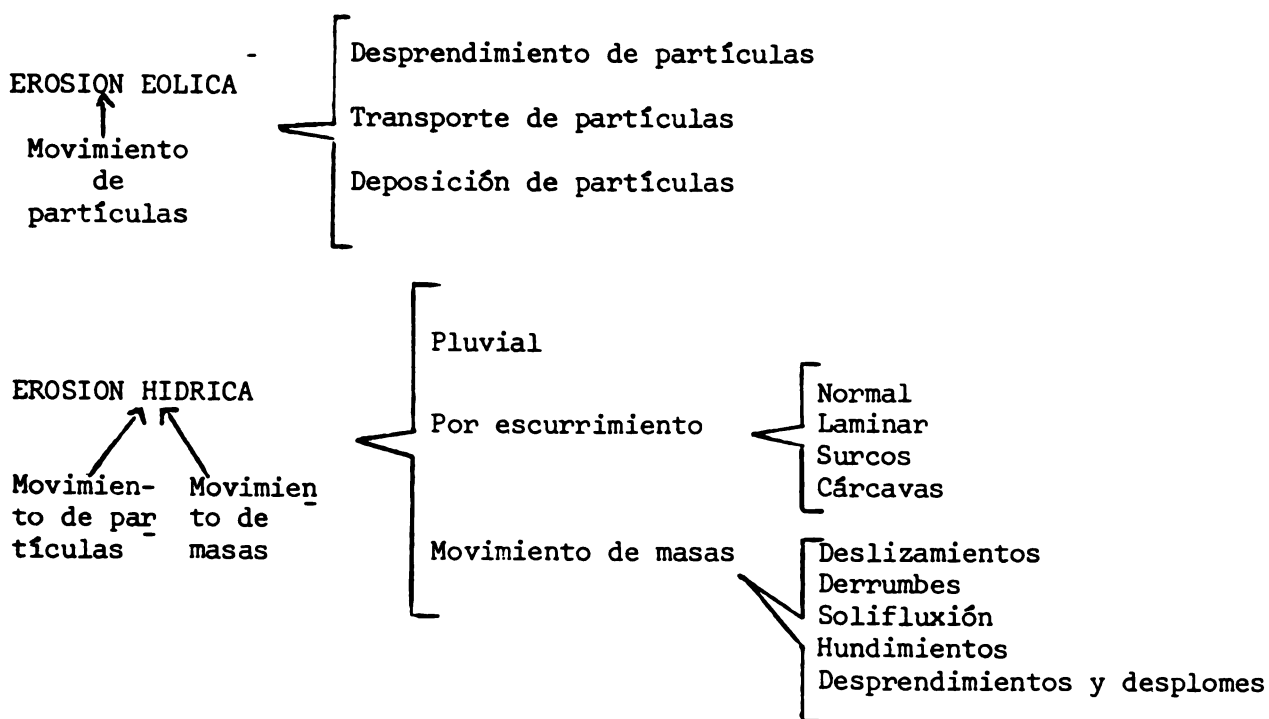 EROSION EOLICA
Movimiento
de
partículas
Desprendimiento de partículas
Transporte de partículas
Deposición de partículas
EROSION HIDRICA
Movimien-
to de par
tículas
Movimien
to de
masas
Pluvial
Por escurrimiento
Movimiento de masas
Normal
Laminar
Surcos
Cárcavas
Deslizamientos
Derrumbes
Solifluxión
Hundimientos
Desprendimientos y desplomes